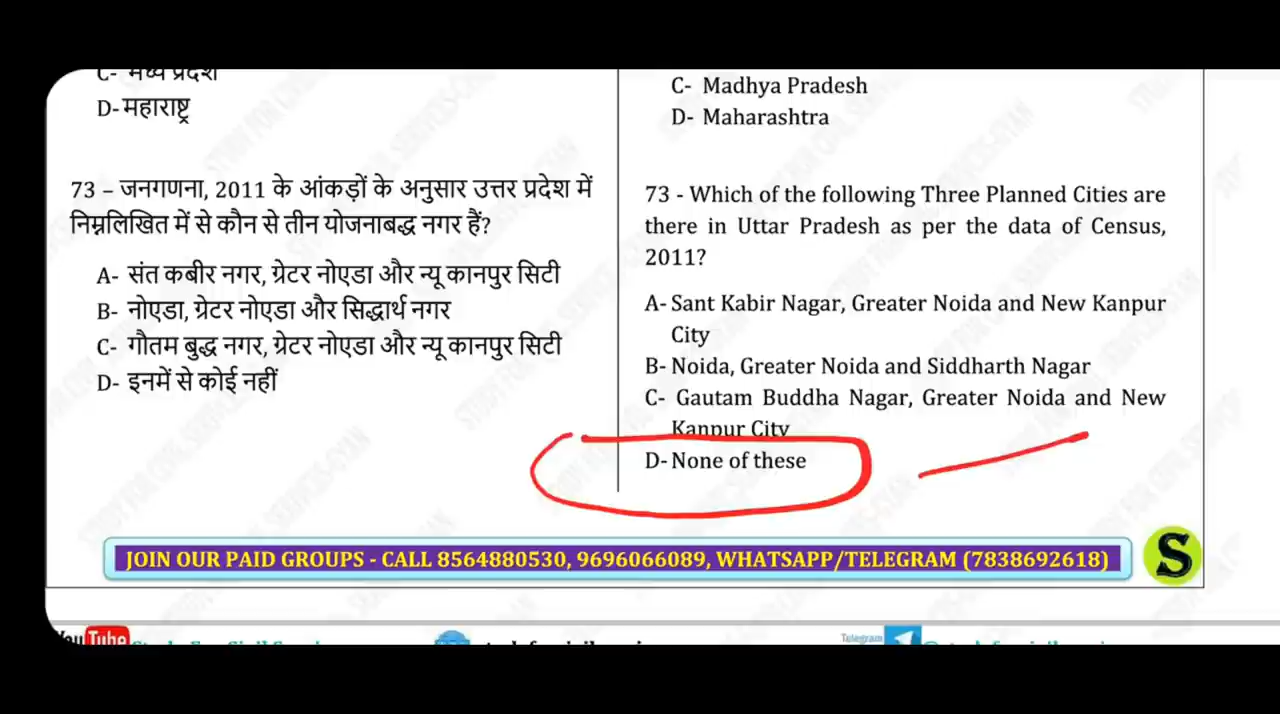 C- मध्य प्रदेश
D- महाराष्ट्र
73 – जनगणना, 2011 के आंकड़ों के अनुसार उत्तर प्रदेश में
निम्नलिखित में से कौन से तीन योजनाबद्ध नगर हैं?
A- संत कबीर नगर, ग्रेटर नोएडा और न्यू कानपुर सिटी
B- नोएडा, ग्रेटर नोएडा और सिद्धार्थ नगर
C- गौतम बुद्ध नगर, ग्रेटर नोएडा और न्यू कानपुर सिटी
D- इनमें से कोई नहीं
C- Madhya Pradesh
D- Maharashtra
73 - Which of the following Three Planned Cities are
there in Uttar Pradesh as per the data of Census,
2011?
A- Sant Kabir Nagar, Greater Noida and New Kanpur
City
B- Noida, Greater Noida and Siddharth Nagar
C- Gautam Buddha Nagar, Greater Noida and New
Kanpur City
D- None of these
JOIN OUR PAID GROUPS - CALL 8564880530, 9696066089, WHATSAPP/TELEGRAM (7838692618)
S
YouTube
Telegram